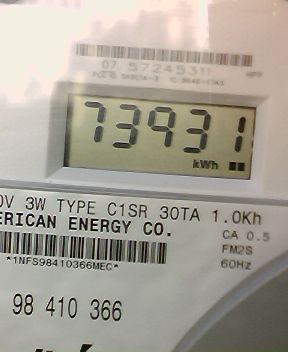 07 57245311
73931
kWh
0V 3W TYPE C1SR 30TA 1.0Kh
ERICAN ENERGY CO.
CA 0.5
FM2S
60Hz
*1NFS98410366MEC*
98 410 366